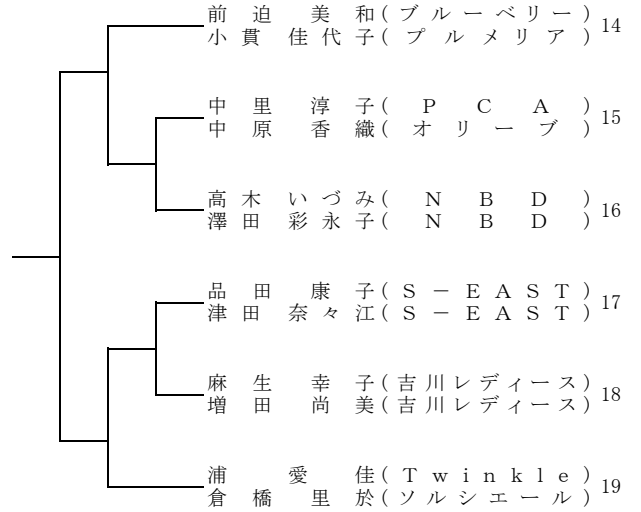 前迫美和(ブルーベリー) 14
小貫佳代子(プルメリア)
中里淳子(PCA) 15
中原香織(オリーブ)
高木いづみ(NBD) 16
澤田彩永子(NBD)
品田康子(S－EAST) 17
津田奈々江(S－EAST)
麻生幸子(吉川レディース) 18
増田尚美(吉川レディース)
浦愛佳(Twinkle) 19
倉橋里於(ソルシエール)